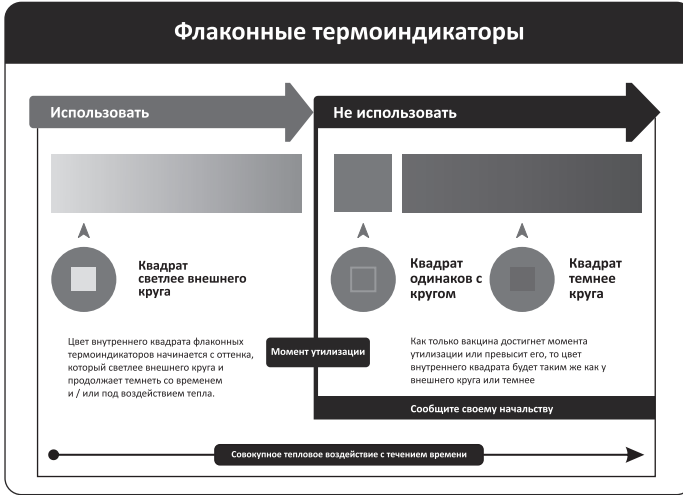 Флаконные термоиндикаторы
Использовать
Не использовать
Квадрат
светлее внешнего
круга
Квадрат
одинаков с
кругом
Квадрат
темнее
круга
Цвет внутреннего квадрата флаконных
термоиндикаторов начинается с оттенка,
который светлее внешнего круга и
продолжает темнеть со временем
и / или под воздействием тепла.
Момент утилизации
Как только вакцина достигнет момента
утилизации или превысит его, то цвет
внутреннего квадрата будет таким же как у
внешнего круга или темнее
Сообщите своему начальству
Совокупное тепловое воздействие с течением времени